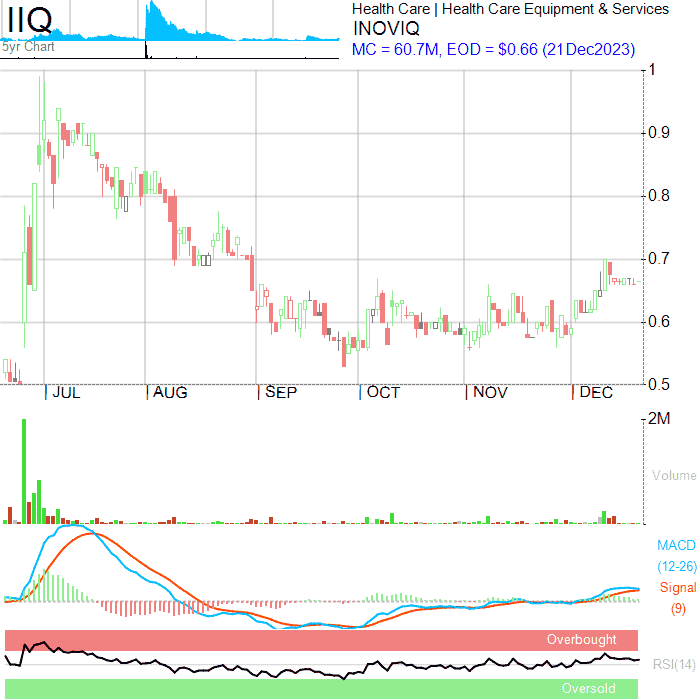 IIQ
5yr Chart
Health Care | Health Care Equipment & Services
INOVIQ
MC = 60.7M, EOD = $0.66 (21Dec2023)
1
0.9
0.8
0.7
0.6
0.5
JUL AUG SEP OCT NOV DEC
2M
Volume
MACD
(12-26)
Signal
(9)
Overbought
RSI(14)
Oversold